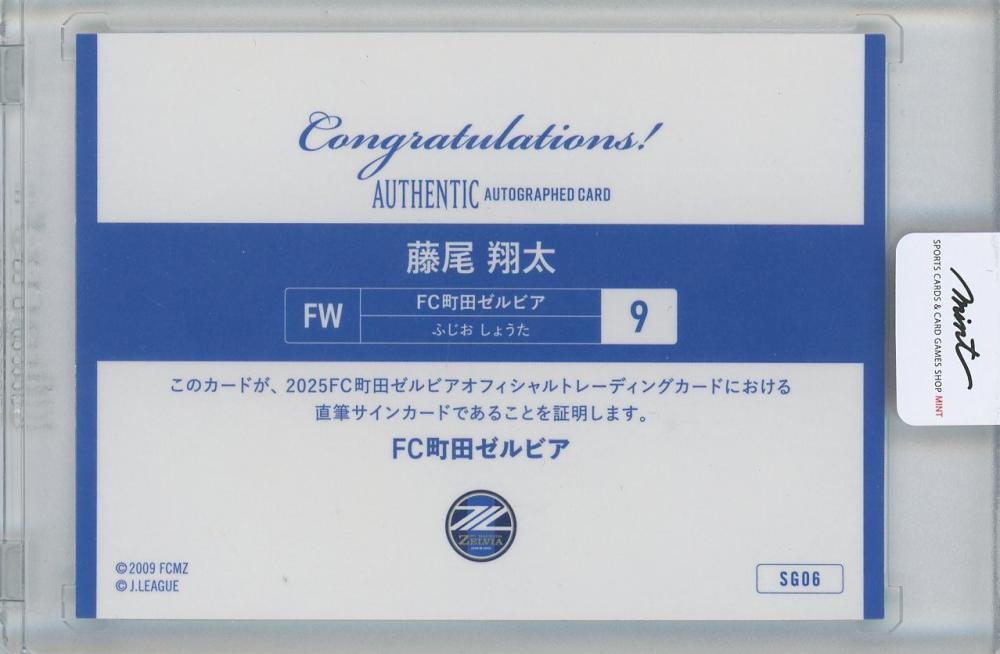 Congratulations!
AUTHENTIC AUTOGRAPHED CARD
藤尾 翔太
FW
FC町田ゼルビア
ふじお しょうた
9
このカードが、2025FC町田ゼルビアオフィシャルトレーディングカードにおける
直筆サインカードであることを証明します。
FC町田ゼルビア
ZELVIA
©2009 FCMZ
©J.LEAGUE
SG06
mint
SPORTS CARDS & CARD GAMES SHOP MINT